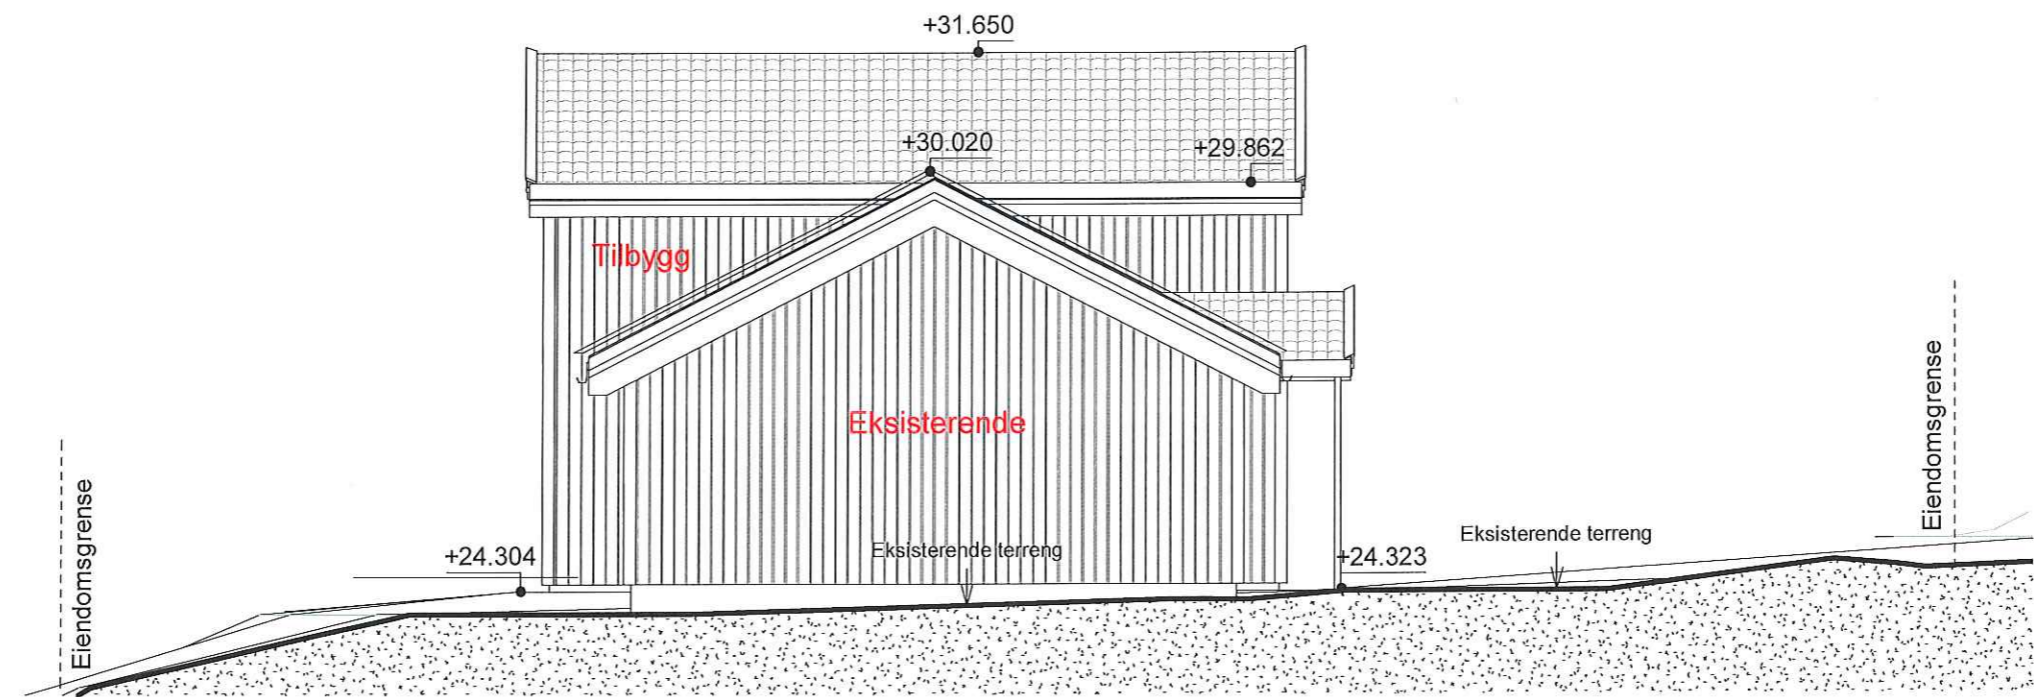 +31.650
+30.020
+29.862
Tilbygg
Eksisterende
Eiendomsgrense
Eiendomsgrense
+24.304
Eksisterende terreng
+24.323
Eksisterende terreng